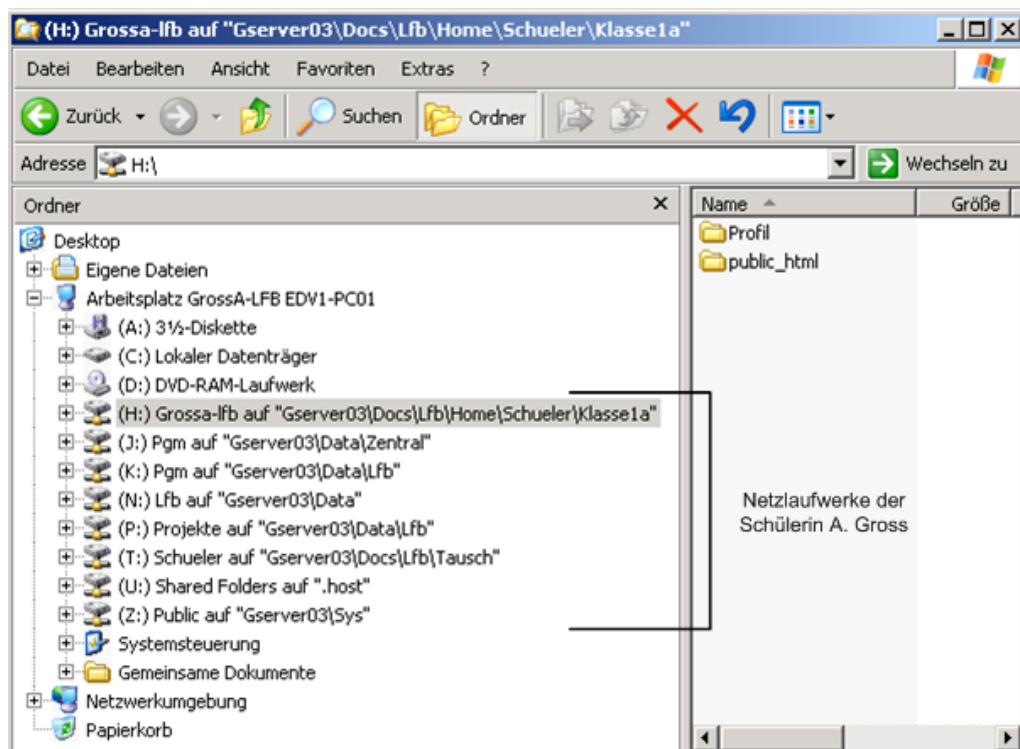 (H:) Grossa-lfb auf "Gserver03\Docs\Lfb\Home\Schueler\Klasse1a"
Datei Bearbeiten Ansicht Favoriten Extras ?
Zurück Suchen Ordner
Adresse H:\ Wechseln zu
Ordner
Name Größe
Desktop
Eigene Dateien
Arbeitsplatz GrossA-LFB EDV1-PC01
(A:) 3½-Diskette
(C:) Lokaler Datenträger
(D:) DVD-RAM-Laufwerk
(H:) Grossa-lfb auf "Gserver03\Docs\Lfb\Home\Schueler\Klasse1a"
(J:) Pgm auf "Gserver03\Data\Zentral"
(K:) Pgm auf "Gserver03\Data\Lfb"
(N:) Lfb auf "Gserver03\Data"
(P:) Projekte auf "Gserver03\Data\Lfb"
(T:) Schueler auf "Gserver03\Docs\Lfb\Tausch"
(U:) Shared Folders auf ".host"
(Z:) Public auf "Gserver03\Sys"
Systemsteuerung
Gemeinsame Dokumente
Netzwerkumgebung
Papierkorb
Profil
public_html
Netzlaufwerke der
Schülerin A. Gross